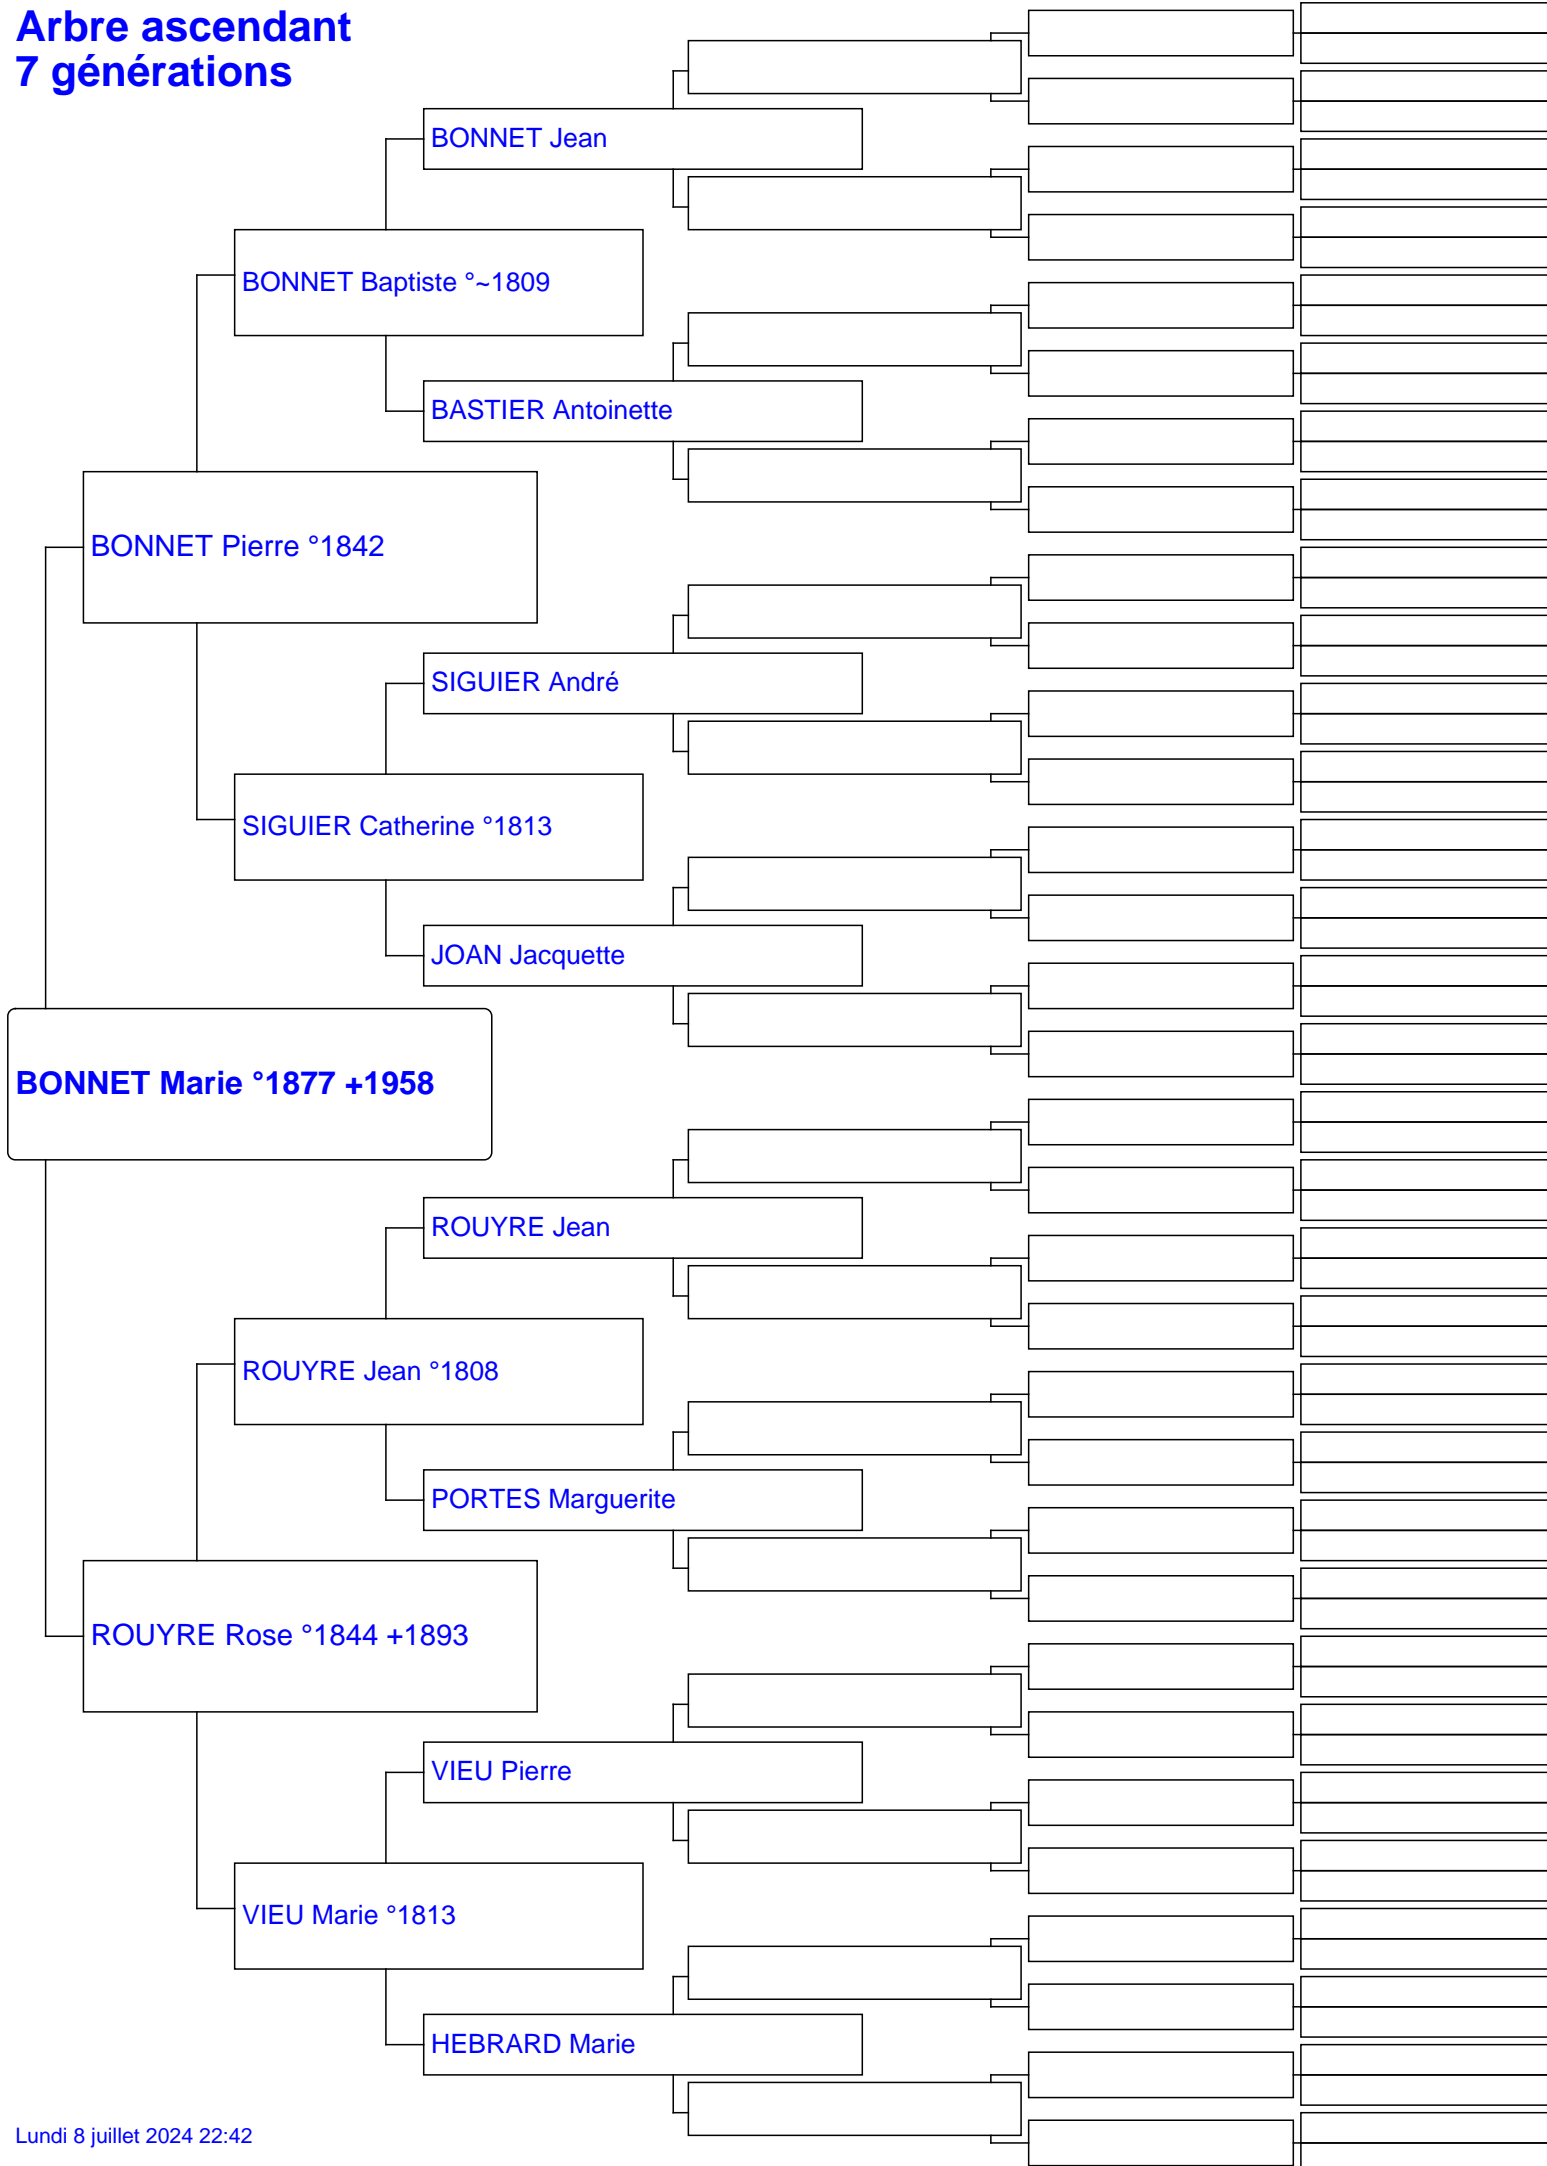 Arbre ascendant
7 générations
BONNET Jean
BONNET Baptiste °~1809
BASTIER Antoinette
BONNET Pierre °1842
SIGUIER André
SIGUIER Catherine °1813
JOAN Jacquette
BONNET Marie °1877 +1958
ROUYRE Jean
ROUYRE Jean °1808
PORTES Marguerite
ROUYRE Rose °1844 +1893
VIEU Pierre
VIEU Marie °1813
HEBRARD Marie
Lundi 8 juillet 2024 22:42